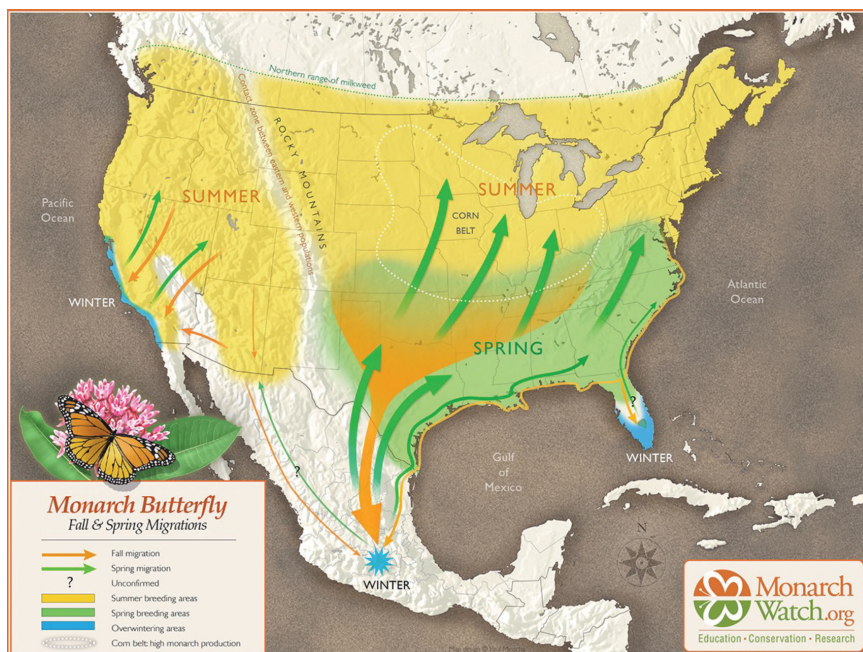 Northern range of milkweed
Contact zone between eastern and western populations
ROCKY MOUNTAINS
SUMMER
SUMMER
CORN
BELT
Pacific
Ocean
WINTER
Atlantic
Ocean
SPRING
?
WINTER
Gulf
of
Mexico
?
N
WINTER
Monarch Butterfly
Fall & Spring Migrations
Fall migration
Spring migration
? Unconfirmed
Summer breeding areas
Spring breeding areas
Overwintering areas
Corn belt: high monarch production
Monarch
Watch.org
Education • Conservation • Research
Map design ©